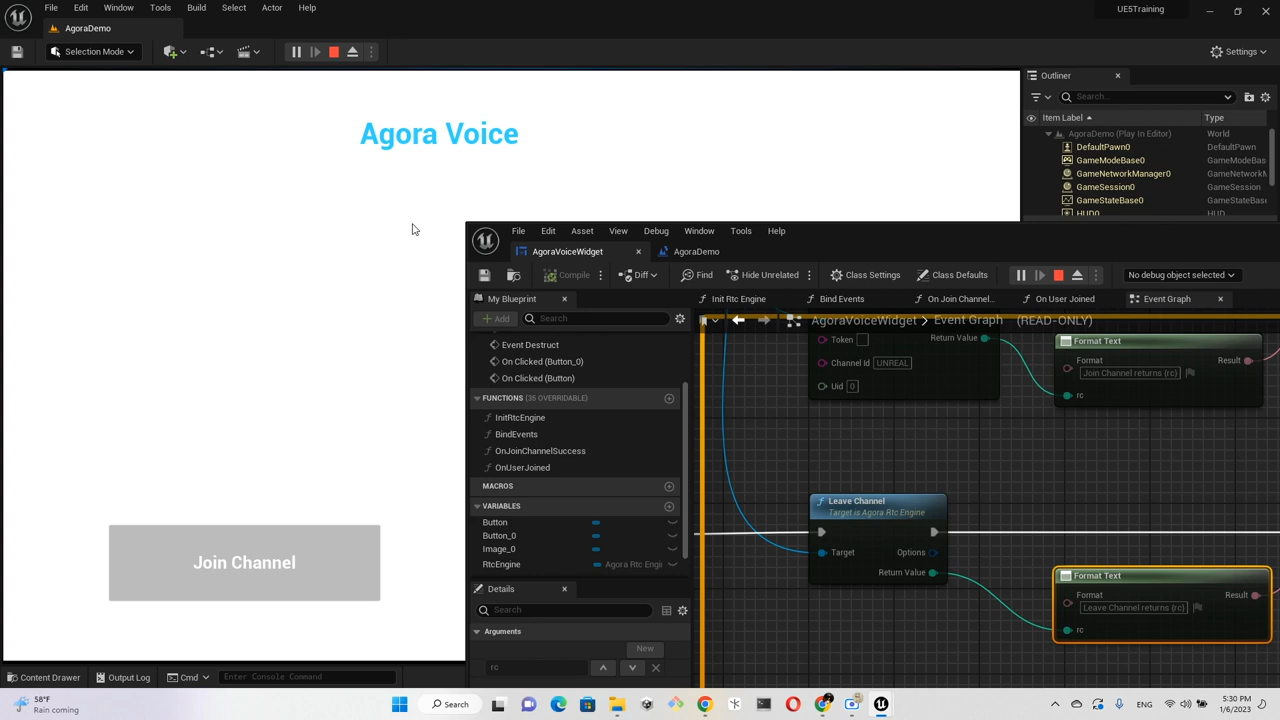 File Edit Window Tools Build Select Actor Help
UE5Training
AgoraDemo
Selection Mode
Settings
Agora Voice
Outliner
Search...
Item Label
Type
AgoraDemo (Play In Editor)
World
DefaultPawn0
DefaultPawn
GameModeBase0
GameModeBas
GameNetworkManager0
GameSession0
GameSession
GameStateBase0
HUD0
HUD
File Edit Asset View Debug Window Tools Help
AgoraVoiceWidget
AgoraDemo
Compile
Diff
Find
Hide Unrelated
Class Settings
Class Defaults
No debug object selected
My Blueprint
Init Rtc Engine
Bind Events
On Join Channel...
On User Joined
Event Graph
Add
Search
AgoraVoiceWidget > Event Graph (READ-ONLY)
Event Destruct
On Clicked (Button_0)
On Clicked (Button)
FUNCTIONS (35 OVERRIDABLE)
InitRtcEngine
BindEvents
OnJoinChannelSuccess
OnUserJoined
MACROS
VARIABLES
Button
Button_0
Image_0
RtcEngine
Agora Rtc Engi
Details
Search
Arguments
New
rc
Token
Return Value
Channel Id
UNREAL
Uid
0
Format Text
Format
Result
Join Channel returns {rc}
rc
Leave Channel
Target is Agora Rtc Engine
Target
Options
Return Value
Format Text
Format
Result
Leave Channel returns {rc}
rc
Join Channel
Content Drawer
Output Log
Cmd
Enter Console Command
58°F
Rain coming
Search
ENG
5:30 PM
1/6/2023